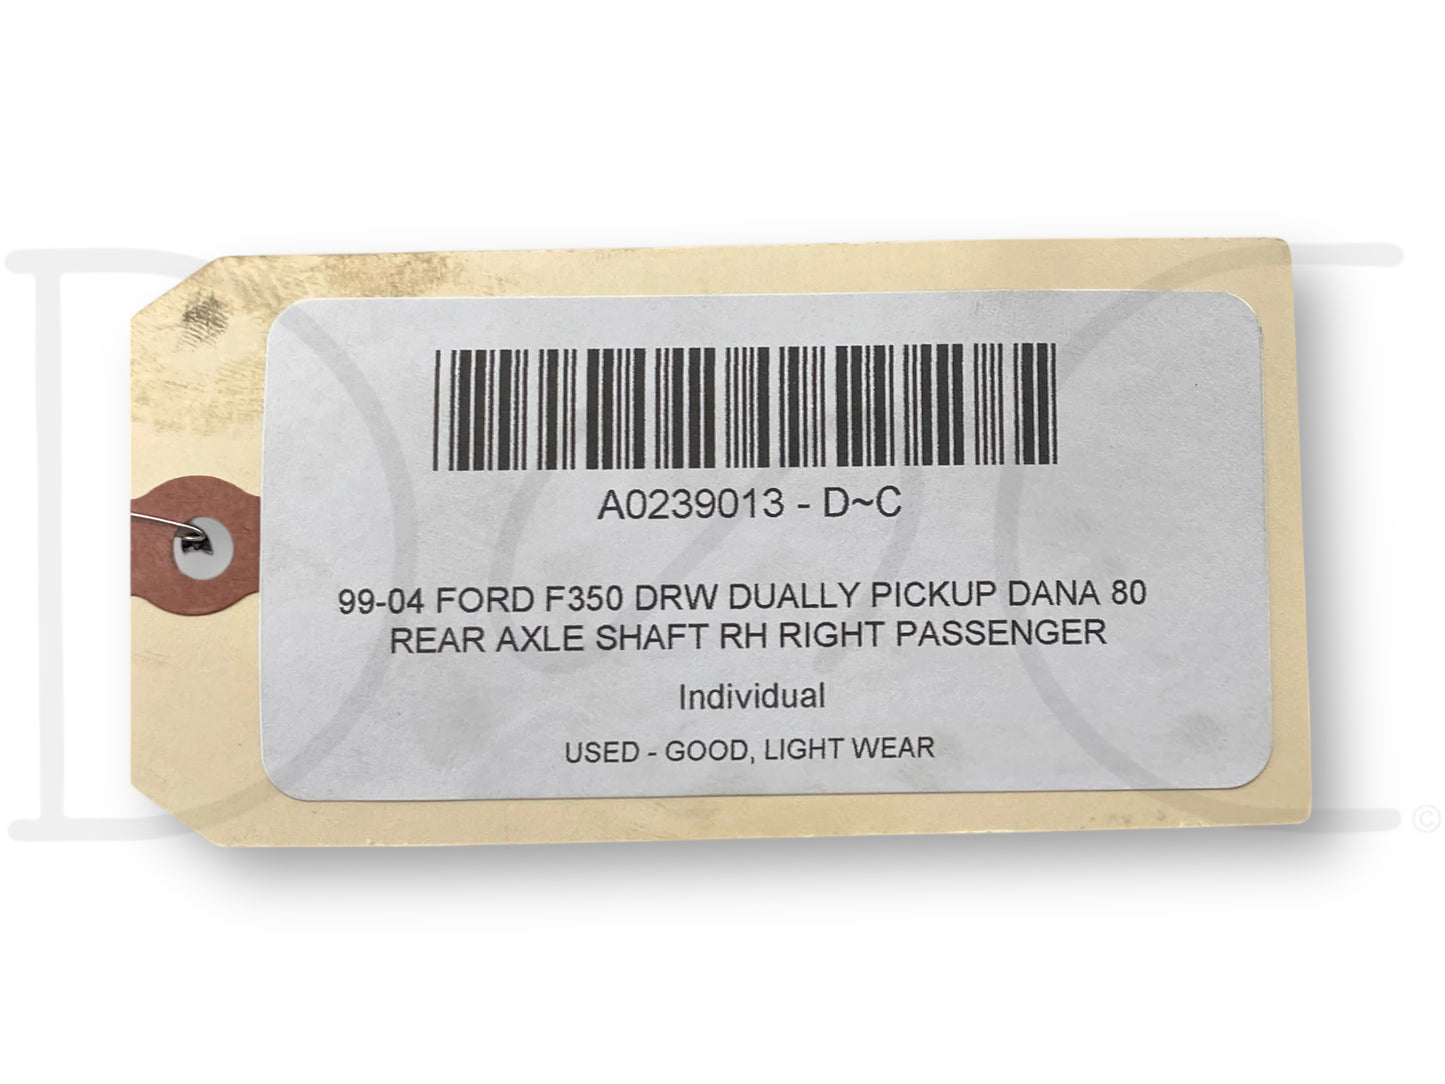 A0239013 - D~C
99-04 FORD F350 DRW DUALLY PICKUP DANA 80
REAR AXLE SHAFT RH RIGHT PASSENGER
Individual
USED - GOOD, LIGHT WEAR
D~C
©